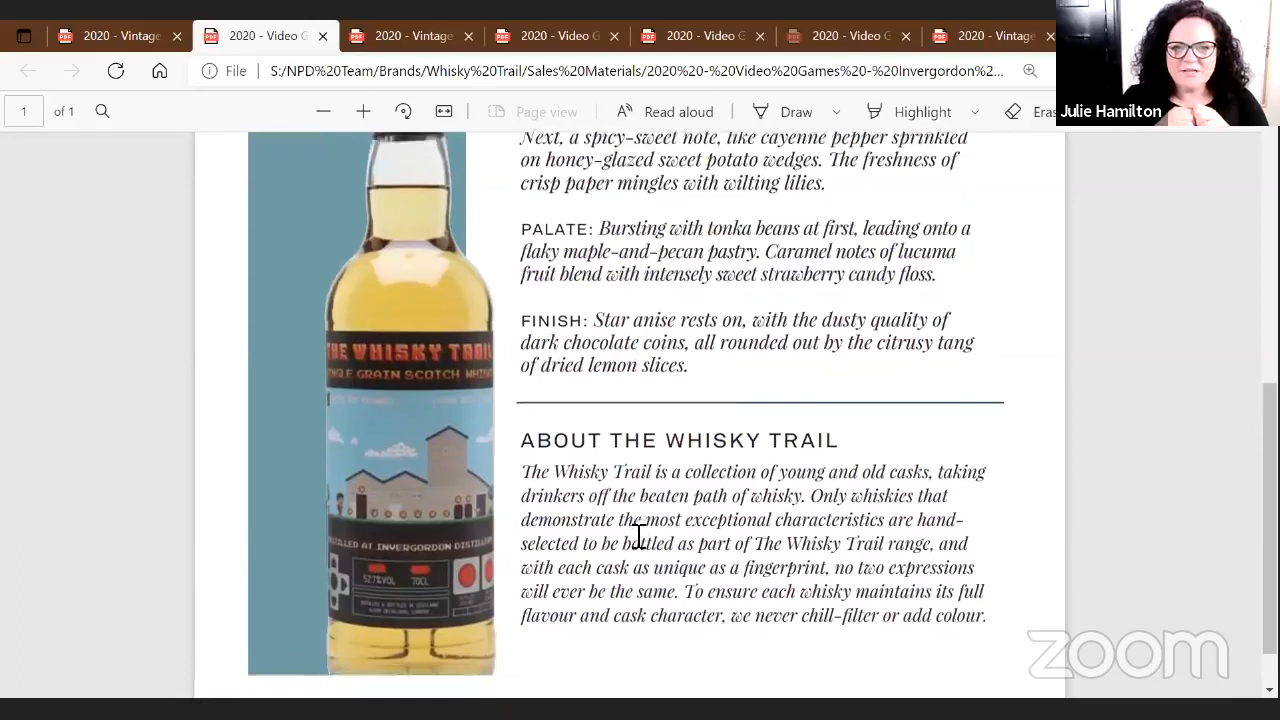 2020 - Vintage
2020 - Video G
2020 - Vintage
2020 - Video G
2020 - Video G
2020 - Video G
2020 - Vintage
File
S:/NPD%20Team/Brands/Whisky%20Trail/Sales%20Materials/2020%20-%20Video%20Games%20-%20Invergordon%2...
1 of 1
Page view
Read aloud
Draw
Highlight
Eras
Julie Hamilton
Next, a spicy-sweet note, like cayenne pepper sprinkled
on honey-glazed sweet potato wedges. The freshness of
crisp paper mingles with wilting lilies.
PALATE: Bursting with tonka beans at first, leading onto a
flaky maple-and-pecan pastry. Caramel notes of lucuma
fruit blend with intensely sweet strawberry candy floss.
FINISH: Star anise rests on, with the dusty quality of
dark chocolate coins, all rounded out by the citrusy tang
of dried lemon slices.
ABOUT THE WHISKY TRAIL
The Whisky Trail is a collection of young and old casks, taking
drinkers off the beaten path of whisky. Only whiskies that
demonstrate the most exceptional characteristics are hand-
selected to be bottled as part of The Whisky Trail range, and
with each cask as unique as a fingerprint, no two expressions
will ever be the same. To ensure each whisky maintains its full
flavour and cask character, we never chill-filter or add colour.
THE WHISKY TRAIL
SINGLE GRAIN SCOTCH WHISKY
DISTILLED AT INVERGORDON DISTILLERY
52.7%VOL
70CL
zoom